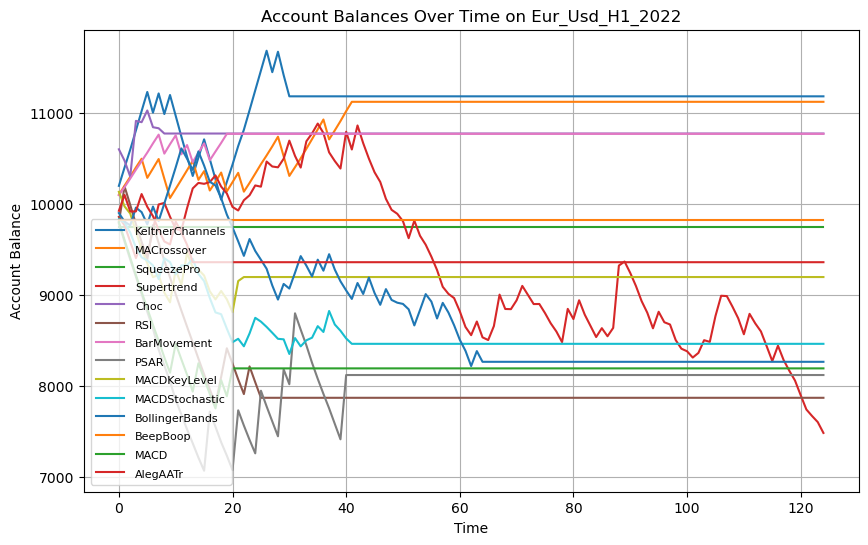 Account Balances Over Time on Eur_Usd_H1_2022
Account Balance
11000
10000
9000
8000
7000
KeltnerChannels
MACrossover
SqueezePro
Supertrend
Choc
RSI
BarMovement
PSAR
MACDKeyLevel
MACDStochastic
BollingerBands
BeepBoop
MACD
AlegAATr
0
20
40
60
80
100
120
Time